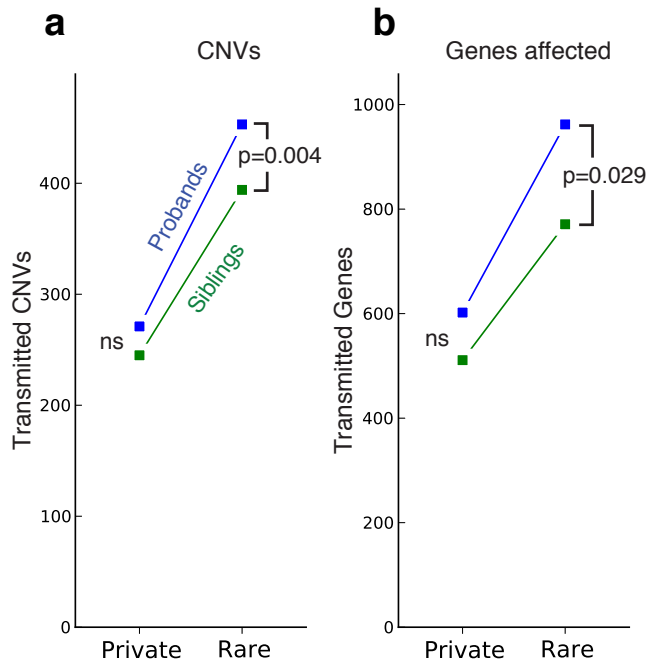 a
CNVs
Transmitted CNVs
400
300
200
100
0
Probands
Siblings
p=0.004
ns
Private
Rare
b
Genes affected
Transmitted Genes
1000
800
600
400
200
0
p=0.029
ns
Private
Rare